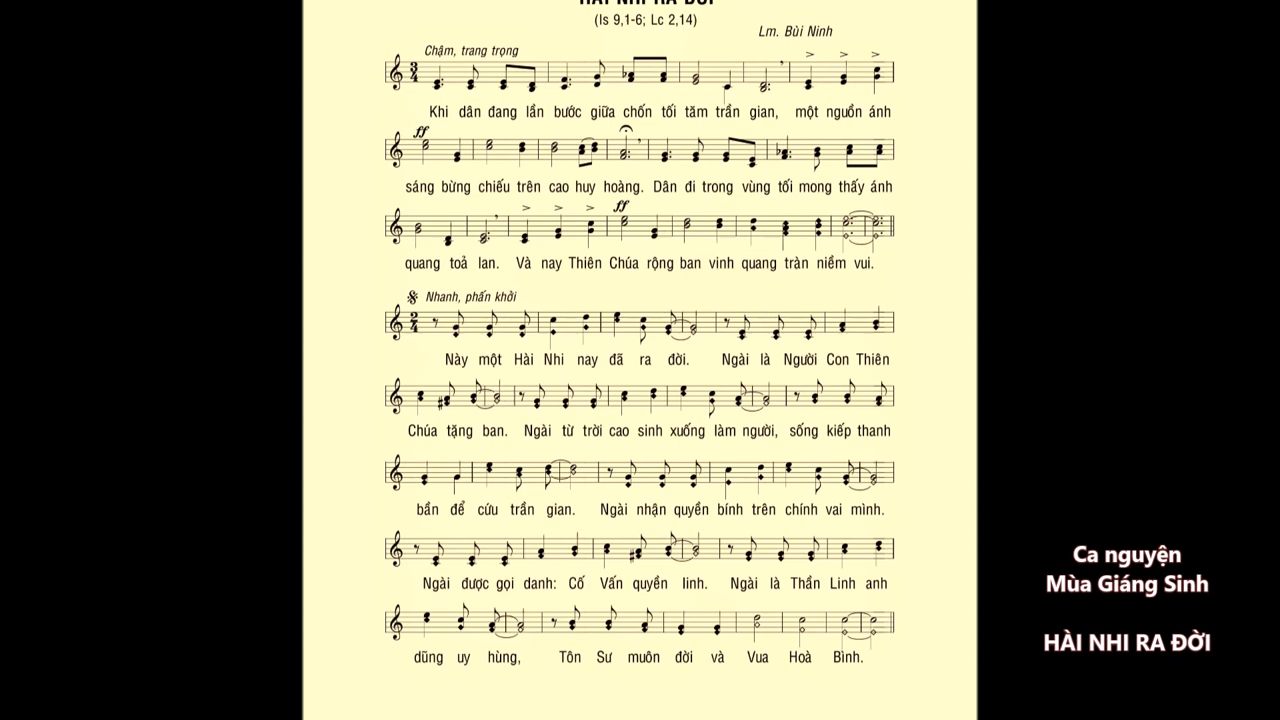 HÀI NHI RA ĐỜI
(Is 9,1-6; Lc 2,14)
Lm. Bùi Ninh
Chậm, trang trọng
Khi dân đang lần bước giữa chốn tối tăm trần gian, một nguồn ánh
ff
sáng bừng chiếu trên cao huy hoàng. Dân đi trong vùng tối mong thấy ánh
ff
quang toả lan. Và nay Thiên Chúa rộng ban vinh quang tràn niềm vui.
Nhanh, phấn khởi
Này một Hài Nhi nay đã ra đời. Ngài là Người Con Thiên
Chúa tặng ban. Ngài từ trời cao sinh xuống làm người, sống kiếp thanh
bần để cứu trần gian. Ngài nhận quyền bính trên chính vai mình.
Ngài được gọi danh: Cố Vấn quyền linh. Ngài là Thần Linh anh
dũng uy hùng, Tôn Sư muôn đời và Vua Hoà Bình.
Ca nguyện
Mùa Giáng Sinh
HÀI NHI RA ĐỜI